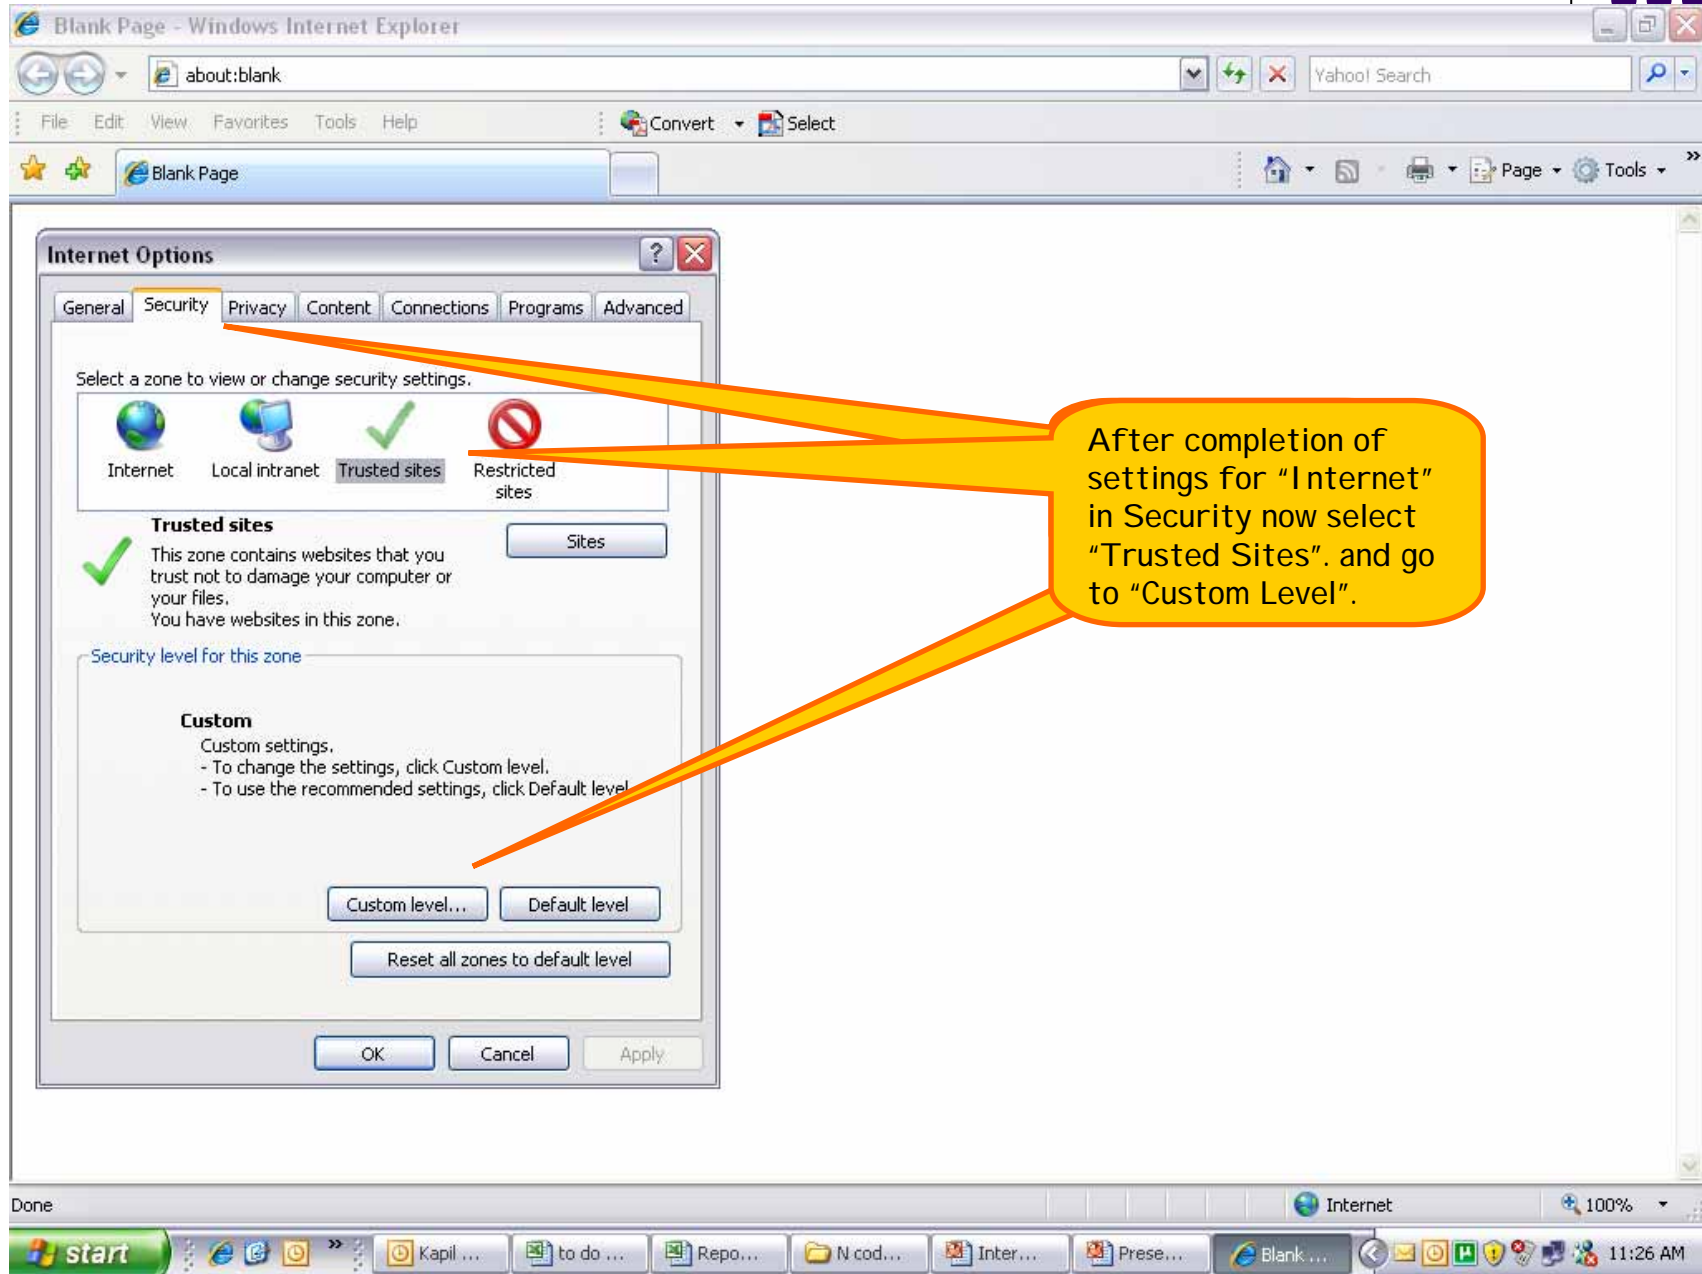 Blank Page - Windows Internet Explorer
about:blank
Yahoo! Search
File Edit View Favorites Tools Help
Convert Select
Blank Page
Page Tools »
Internet Options
General Security Privacy Content Connections Programs Advanced
Select a zone to view or change security settings.
Internet Local intranet Trusted sites Restricted
sites
Trusted sites
Sites
This zone contains websites that you
trust not to damage your computer or
your files.
You have websites in this zone.
Security level for this zone
Custom
Custom settings.
- To change the settings, click Custom level.
- To use the recommended settings, click Default level
Custom level... Default level
Reset all zones to default level
OK Cancel Apply
After completion of
settings for “Internet”
in Security now select
“Trusted Sites”. and go
to “Custom Level”.
Done
Internet
100%
start » Kapil ... to do ... Repo... N cod... Inter... Prese... Blank ... 11:26 AM